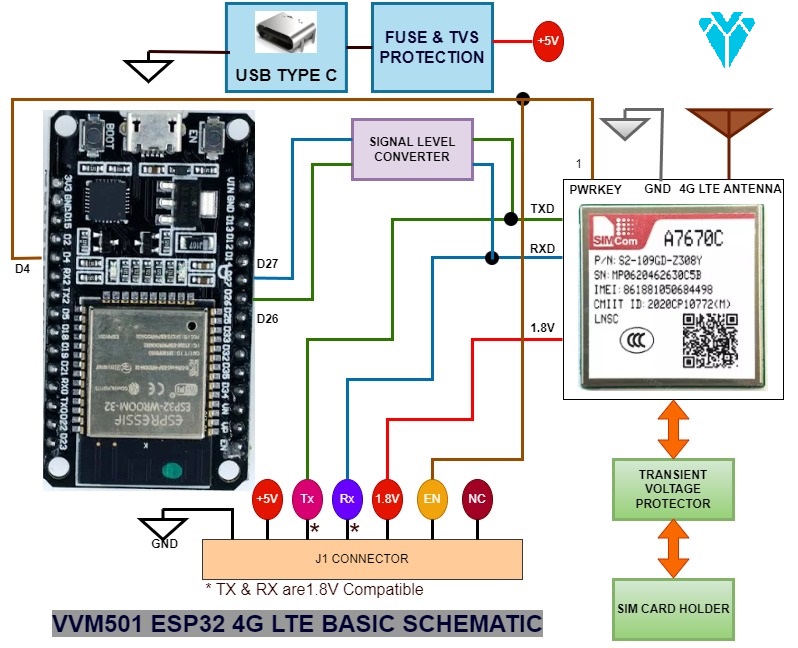 USB TYPE C
FUSE & TVS
PROTECTION
+5V
SIGNAL LEVEL
CONVERTER
1
PWRKEY
GND
4G LTE ANTENNA
TXD
RXD
1.8V
D4
D27
D26
BOOT
EN
3V3
GND
D15
D2
D4
RX2
TX2
D5
D18
D19
D21
RX0
TX0
D22
D23
VIN
GND
D13
D12
D14
D27
D26
D25
D33
D32
D35
D34
VN
VP
EN
ESPRESSIF
ESP32-WROOM-32
SIMCom
A7670C
P/N: S2-109GD-Z308Y
SN: MP0620462630C5B
IMEI: 861881050684498
CMIIT ID: 2020CP10772(M)
LNSC
CCC
TRANSIENT
VOLTAGE
PROTECTOR
SIM CARD HOLDER
+5V
Tx
Rx
1.8V
EN
NC
*
*
GND
J1 CONNECTOR
* TX & RX are1.8V Compatible
VVM501 ESP32 4G LTE BASIC SCHEMATIC